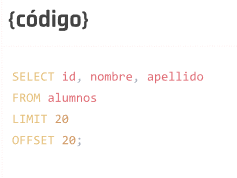 {código}
SELECT id, nombre, apellido
FROM alumnos
LIMIT 20
OFFSET 20;